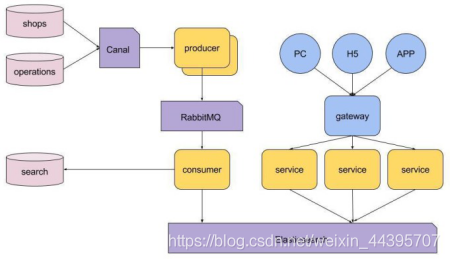 shops
operations
Canal
producer
PC
H5
APP
RabbitMQ
gateway
search
consumer
service
service
service
https://blog.csdn.net/weixin_44395707